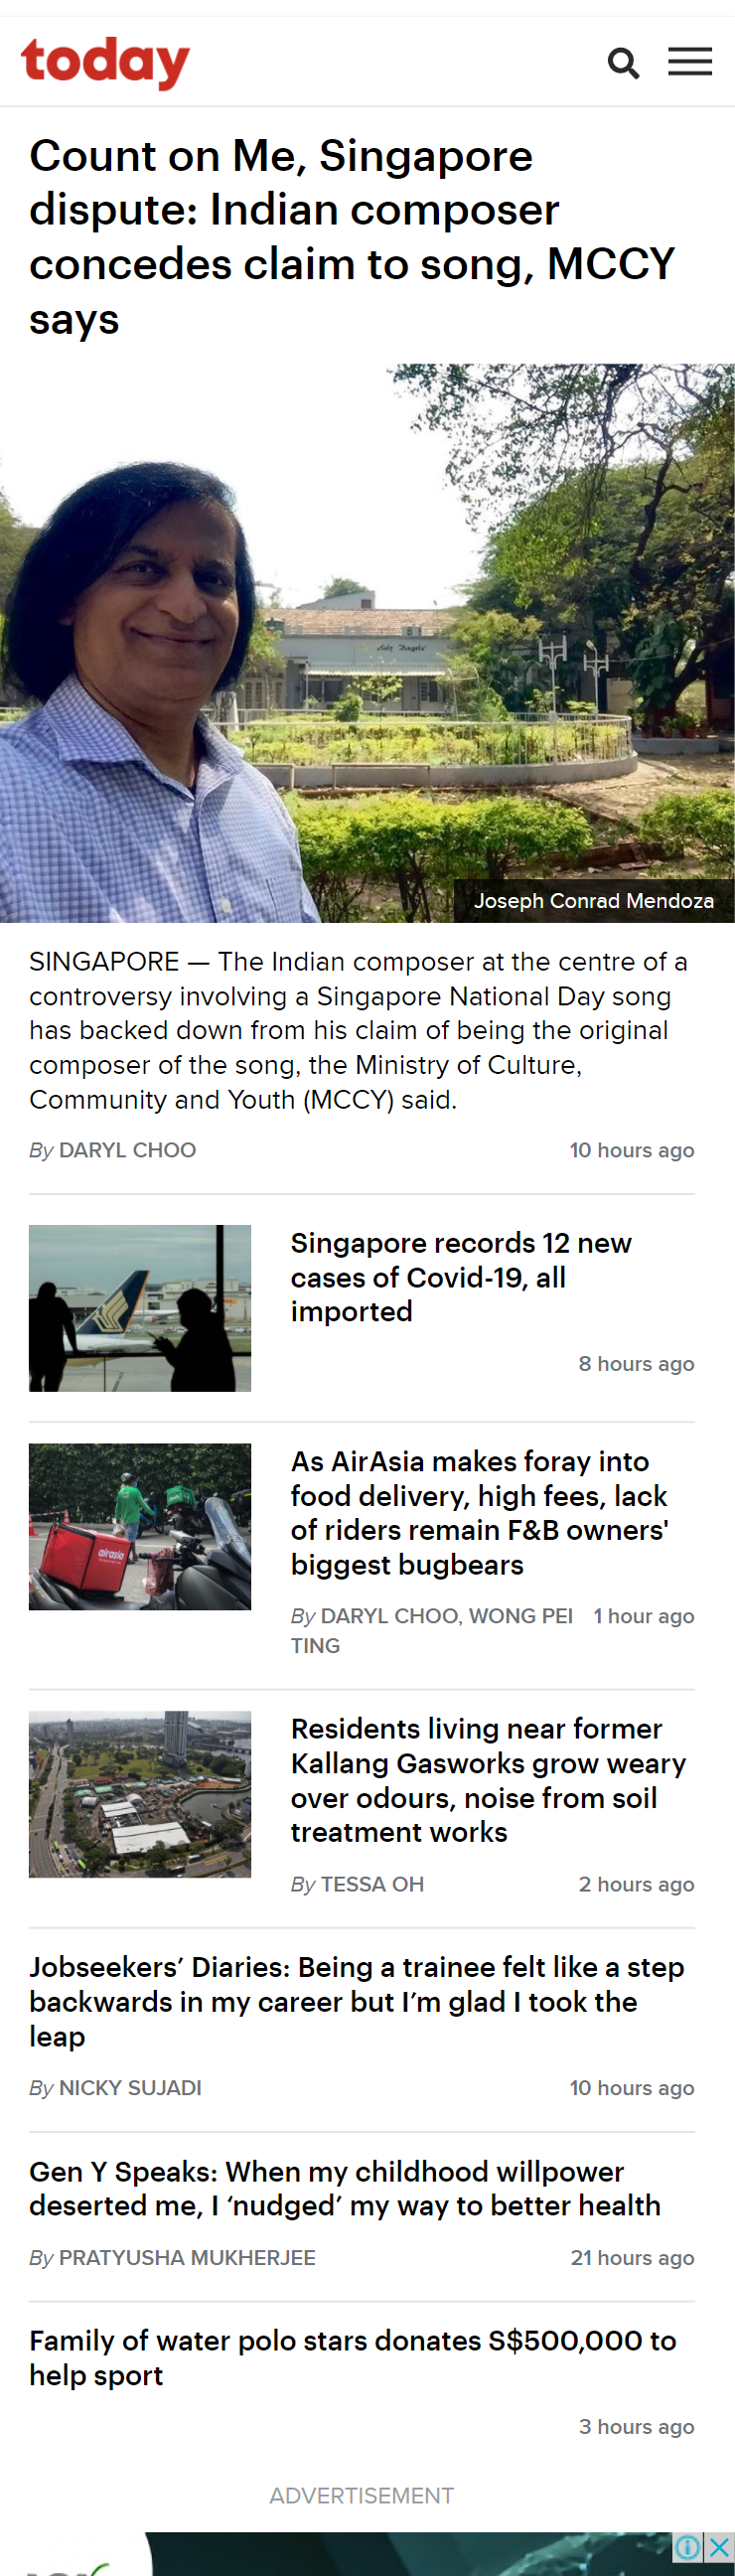 today
Count on Me, Singapore
dispute: Indian composer
concedes claim to song, MCCY
says
Holy Angels'
Joseph Conrad Mendoza
SINGAPORE — The Indian composer at the centre of a
controversy involving a Singapore National Day song
has backed down from his claim of being the original
composer of the song, the Ministry of Culture,
Community and Youth (MCCY) said.
By DARYL CHOO 10 hours ago
Singapore records 12 new
cases of Covid-19, all
imported
8 hours ago
airasia
As AirAsia makes foray into
food delivery, high fees, lack
of riders remain F&B owners'
biggest bugbears
By DARYL CHOO, WONG PEI 1 hour ago
TING
Residents living near former
Kallang Gasworks grow weary
over odours, noise from soil
treatment works
By TESSA OH 2 hours ago
Jobseekers’ Diaries: Being a trainee felt like a step
backwards in my career but I’m glad I took the
leap
By NICKY SUJADI 10 hours ago
Gen Y Speaks: When my childhood willpower
deserted me, I ‘nudged’ my way to better health
By PRATYUSHA MUKHERJEE 21 hours ago
Family of water polo stars donates S$500,000 to
help sport
3 hours ago
ADVERTISEMENT